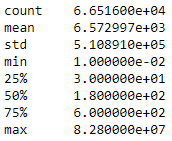 count 6.651600e+04
mean 6.572997e+03
std 5.108910e+05
min 1.000000e-02
25% 3.000000e+01
50% 1.800000e+02
75% 6.000000e+02
max 8.280000e+07